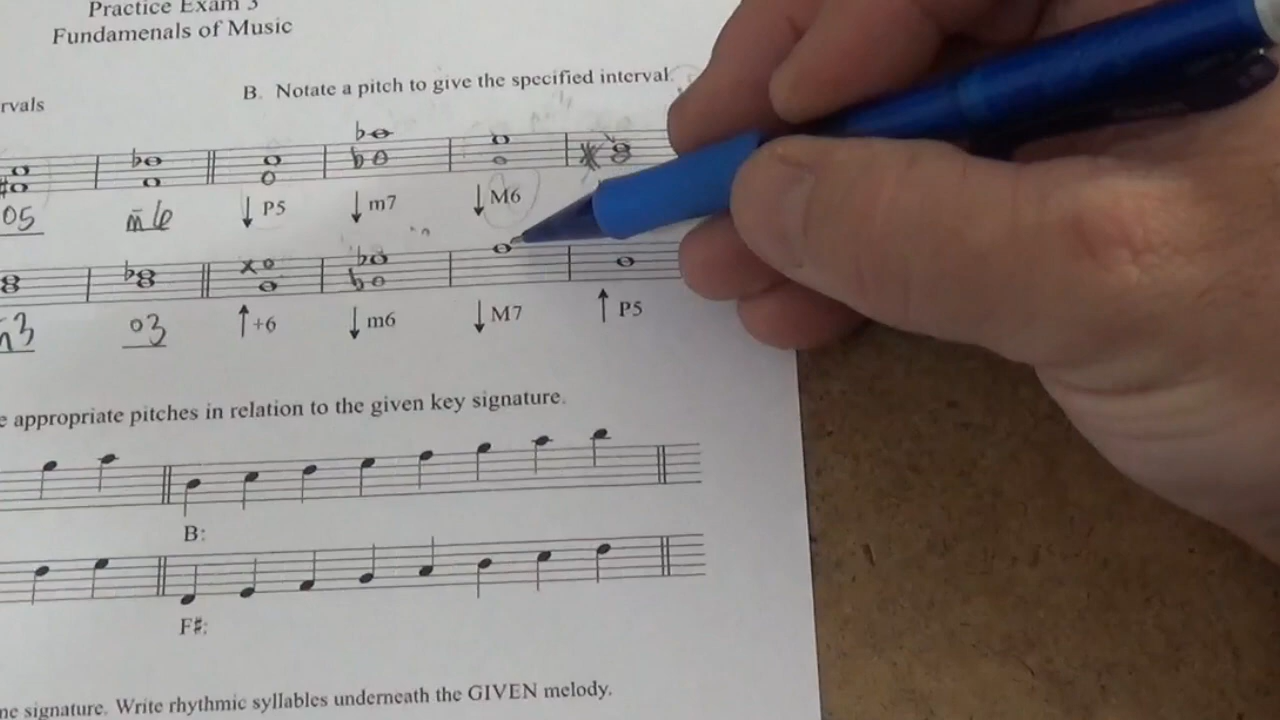 Practice Exam 3
Fundamenals of Music
rvals
B. Notate a pitch to give the specified interval.
o5 m6 P5 m7 M6
o3 +6 m6 M7 P5
e appropriate pitches in relation to the given key signature.
B:
F#:
ne signature. Write rhythmic syllables underneath the GIVEN melody.